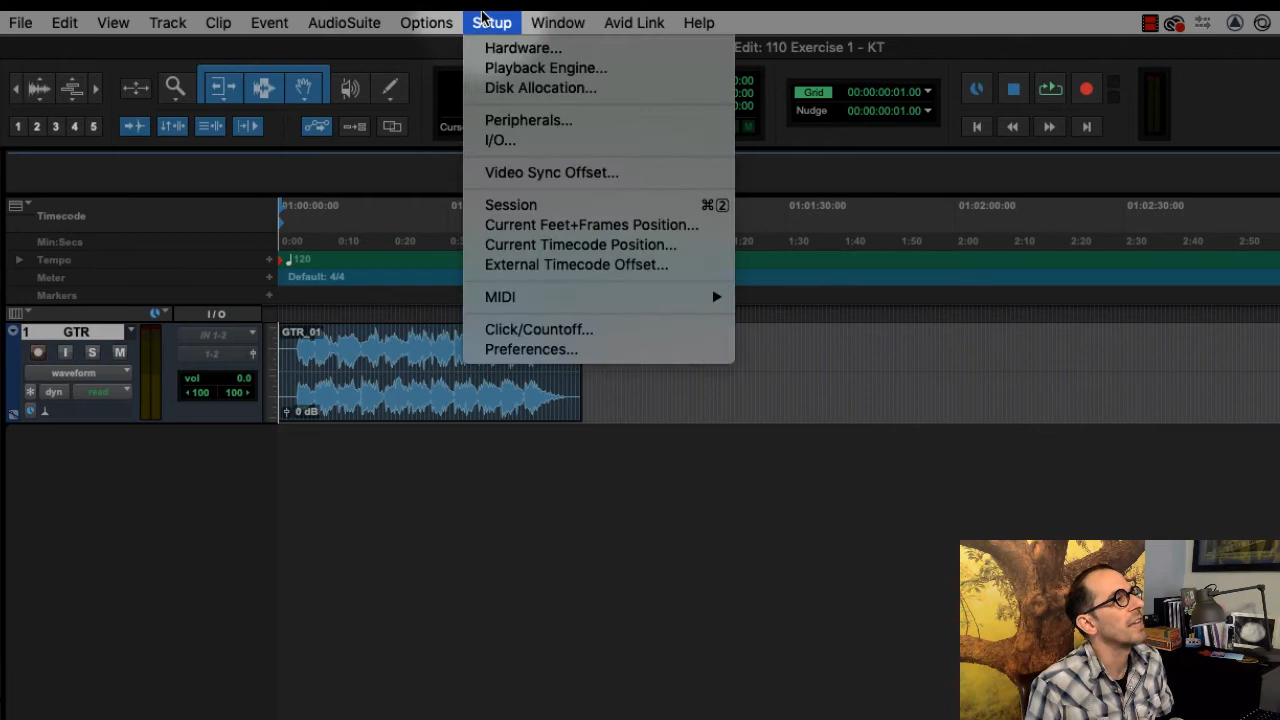 File Edit View Track Clip Event AudioSuite Options Setup Window Avid Link Help
Edit: 110 Exercise 1 - KT
Hardware...
Playback Engine...
Disk Allocation...
Peripherals...
I/O...
Video Sync Offset...
Session ⌘2
Current Feet+Frames Position...
Current Timecode Position...
External Timecode Offset...
MIDI
Click/Countoff...
Preferences...
1 2 3 4 5
Grid 00:00:00:01.00
Nudge 00:00:00:01.00
Timecode 01:00:00:00 01:01:30:00 01:02:00:00 01:02:30:00
Min:Secs 0:00 0:10 0:20 1:20 1:30 1:40 1:50 2:00 2:10 2:20 2:30 2:40 2:50
Tempo 120
Meter Default: 4/4
Markers
I/O
1 GTR IN 1-2 GTR_01
I S M 1-2
waveform
vol 0.0
dyn read 100 100
0 dB